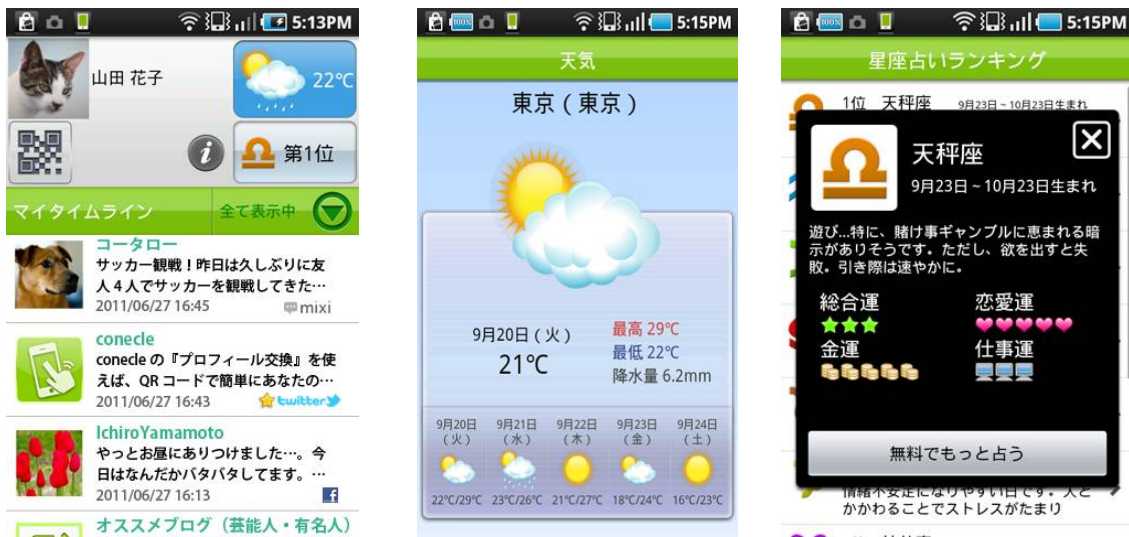 5:13PM
山田 花子
22℃
第1位
マイタイムライン
全て表示中
コータロー
サッカー観戦！昨日は久しぶりに友
人４人でサッカーを観戦してきた…
2011/06/27 16:45
mixi
conecle
conecle の『プロフィール交換』を使
えば、QR コードで簡単にあなたの…
2011/06/27 16:43
twitter
IchiroYamamoto
やっとお昼にありつけました…。今
日はなんだかバタバタしてます。…
2011/06/27 16:13
オススメブログ（芸能人・有名人）
100%
5:15PM
天気
東京 ( 東京 )
9月20日 ( 火 )
21℃
最高 29℃
最低 22℃
降水量 6.2mm
9月20日 9月21日 9月22日 9月23日 9月24日
( 火 ) ( 水 ) ( 木 ) ( 金 ) ( 土 )
22℃/29℃ 23℃/26℃ 21℃/27℃ 18℃/24℃ 16℃/23℃
100%
5:15PM
星座占いランキング
1位 天秤座 9月23日 ~ 10月23日生まれ
天秤座
9月23日 ~ 10月23日生まれ
遊び...特に、賭け事ギャンブルに恵まれる暗
示がありそうです。ただし、欲を出すと失
敗。引き際は速やかに。
総合運 恋愛運
金運 仕事運
無料でもっと占う
情緒不安定になりやすい日です。人と
かかわることでストレスがたまり